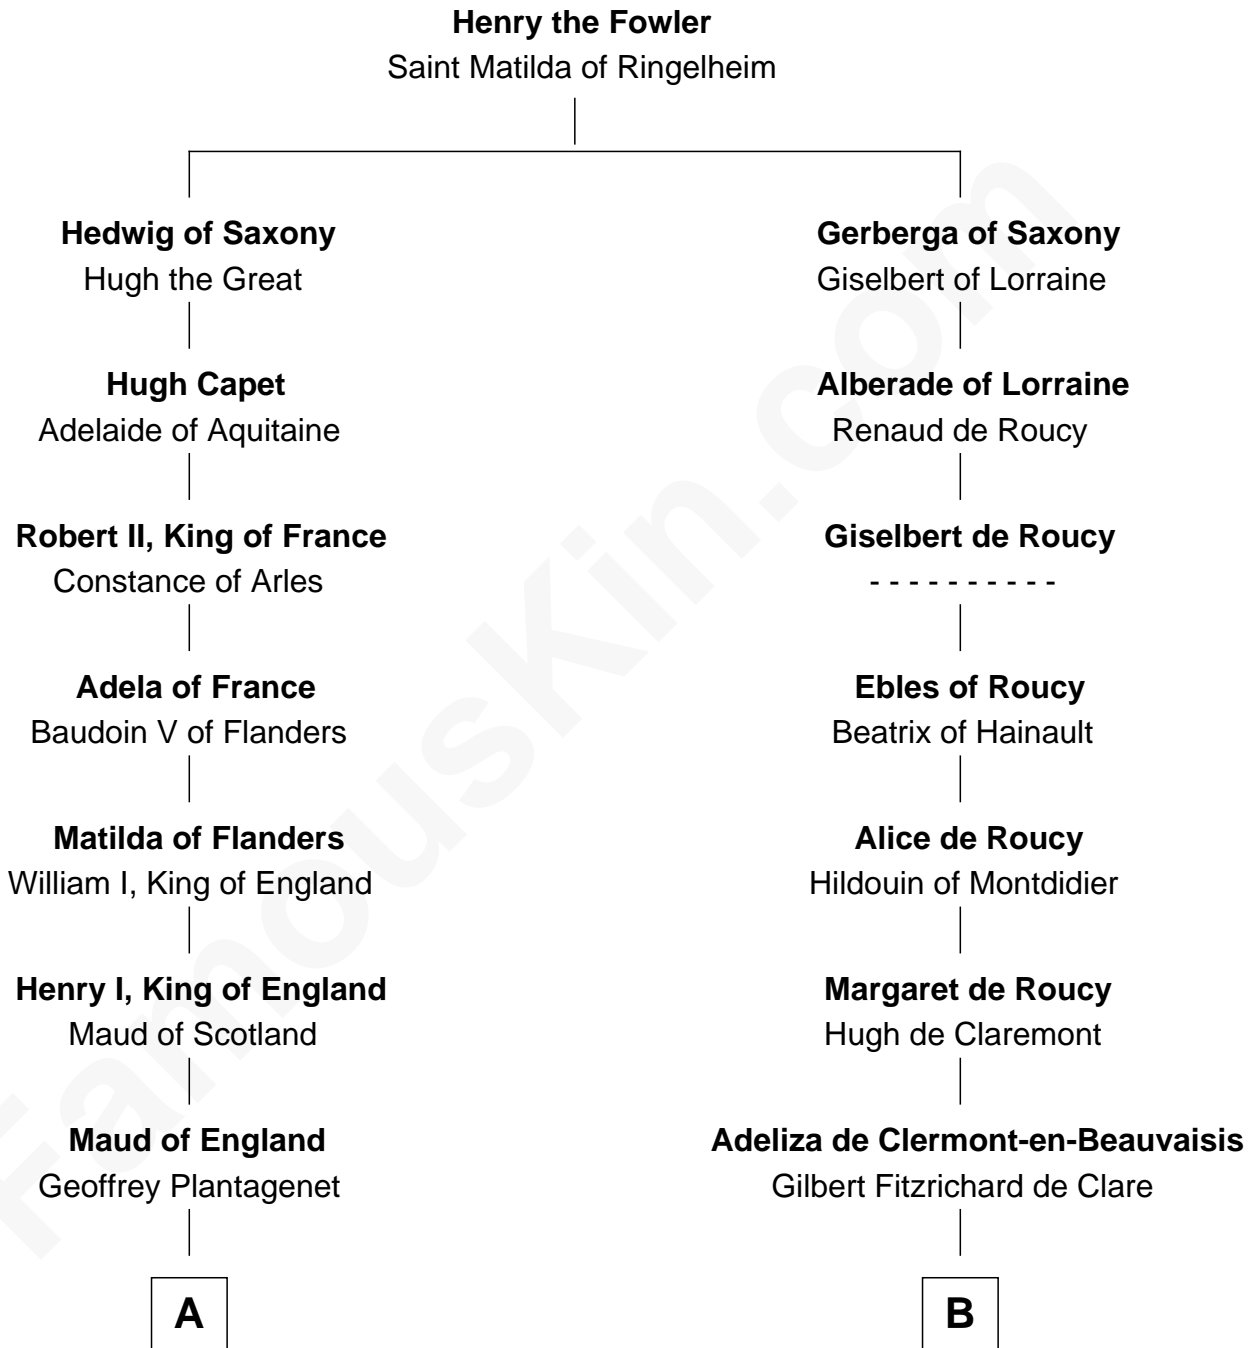 Henry the Fowler
Saint Matilda of Ringelheim
Hedwig of Saxony
Hugh the Great
Gerberga of Saxony
Giselbert of Lorraine
Hugh Capet
Adelaide of Aquitaine
Alberade of Lorraine
Renaud de Roucy
Robert II, King of France
Constance of Arles
Giselbert de Roucy
- - - - - - - - - -
Adela of France
Baudoin V of Flanders
Ebles of Roucy
Beatrix of Hainault
Matilda of Flanders
William I, King of England
Alice de Roucy
Hildouin of Montdidier
Henry I, King of England
Maud of Scotland
Margaret de Roucy
Hugh de Claremont
Maud of England
Geoffrey Plantagenet
Adeliza de Clermont-en-Beauvaisis
Gilbert Fitzrichard de Clare
A
B
FamousKin.com